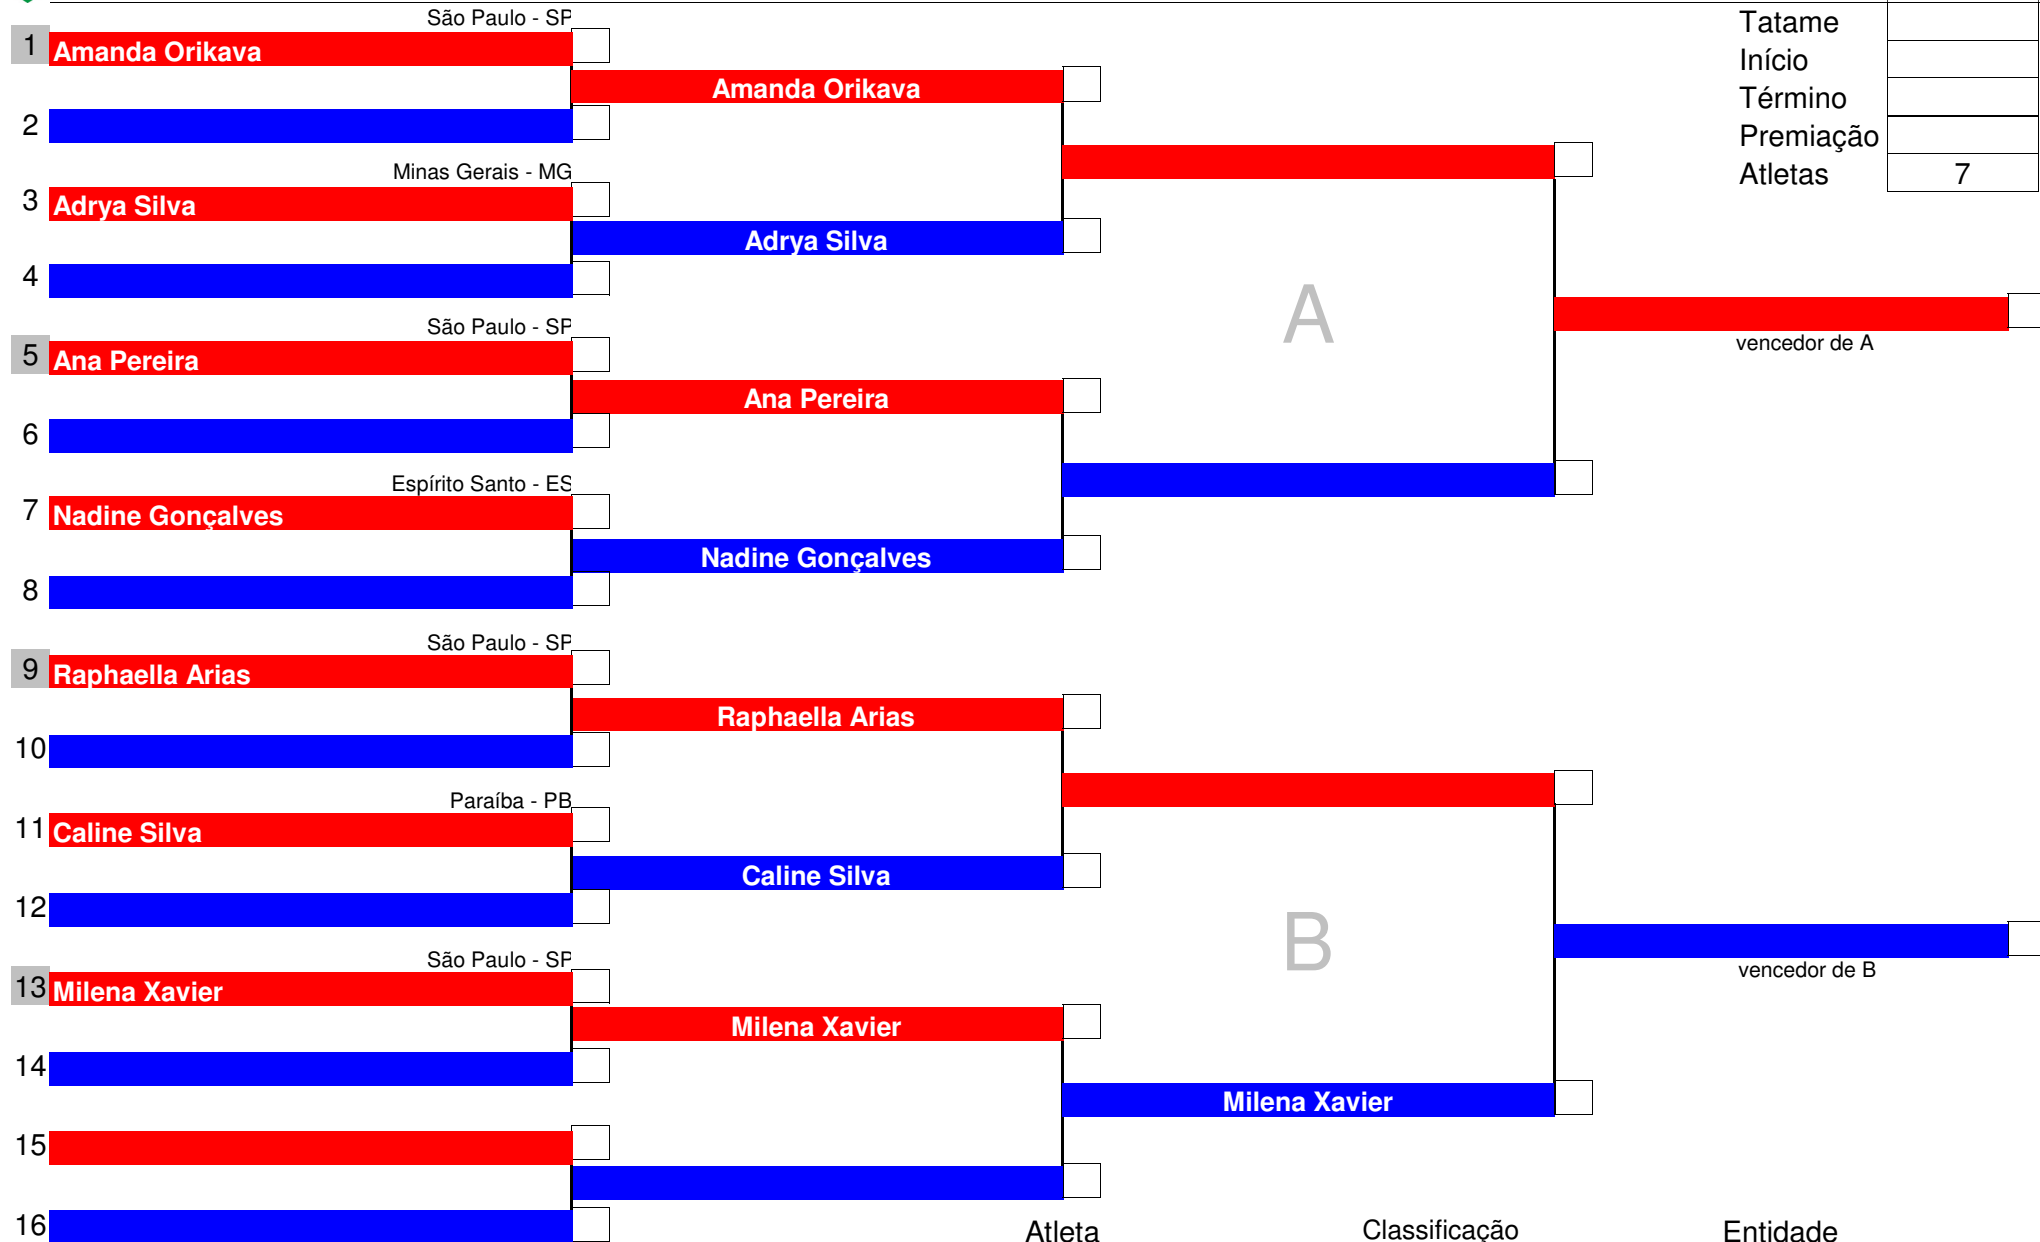 São Paulo - SP
1 Amanda Orikava
Amanda Orikava
2
Minas Gerais - MG
3 Adrya Silva
Adrya Silva
4
São Paulo - SP
5 Ana Pereira
Ana Pereira
6
Espírito Santo - ES
7 Nadine Gonçalves
Nadine Gonçalves
8
São Paulo - SP
9 Raphaella Arias
Raphaella Arias
10
Paraíba - PB
11 Caline Silva
Caline Silva
12
São Paulo - SP
13 Milena Xavier
Milena Xavier
14
Milena Xavier
15
16
A
vencedor de A
B
vencedor de B
Tatame
Início
Término
Premiação
Atletas 7
Atleta Classificação Entidade